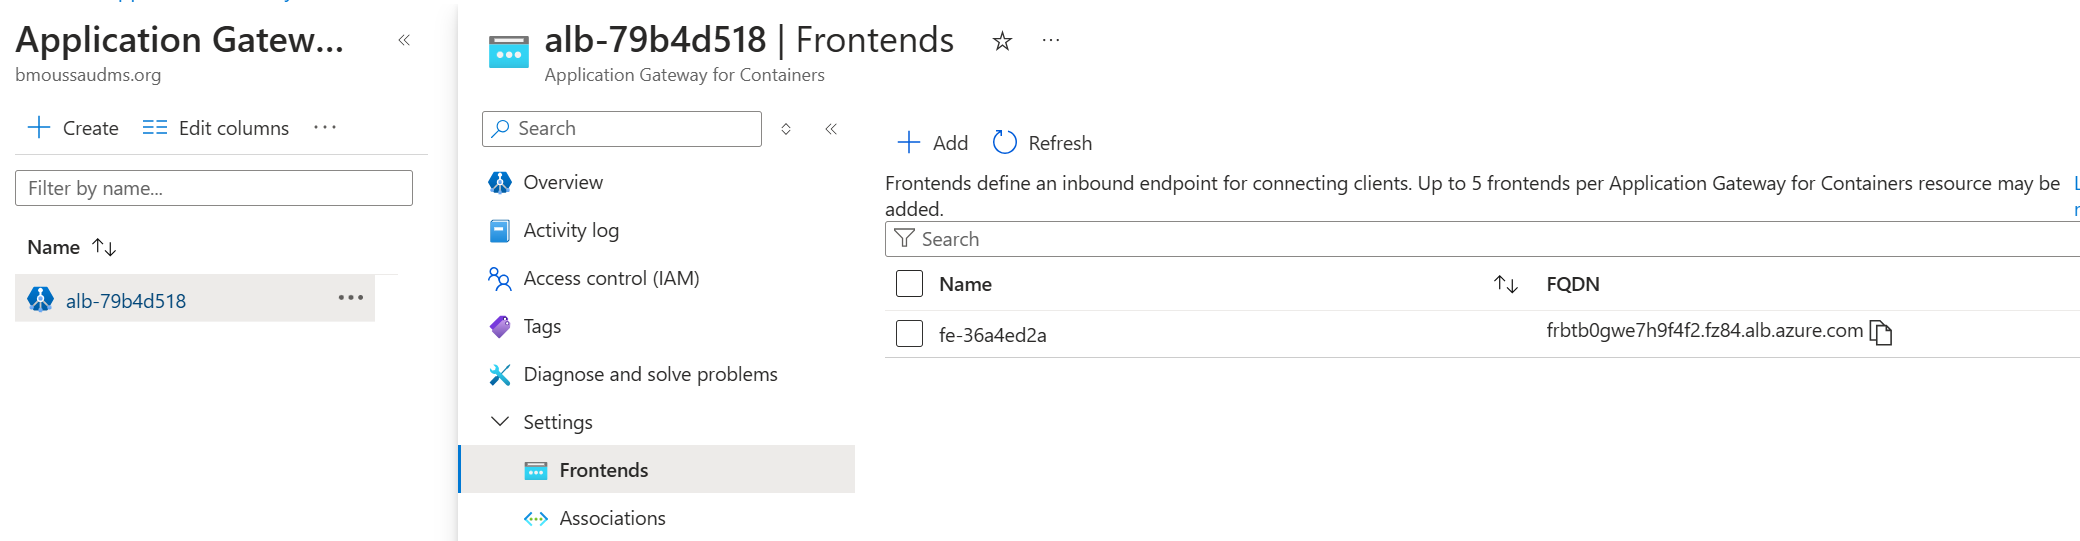 Application Gatew...
bmoussaudms.org
Create
Edit columns
Filter by name...
Name
alb-79b4d518
alb-79b4d518 | Frontends
Application Gateway for Containers
Search
Overview
Activity log
Access control (IAM)
Tags
Diagnose and solve problems
Settings
Frontends
Associations
Add
Refresh
Frontends define an inbound endpoint for connecting clients. Up to 5 frontends per Application Gateway for Containers resource may be
added.
Search
Name
FQDN
fe-36a4ed2a
frbtb0gwe7h9f4f2.fz84.alb.azure.com